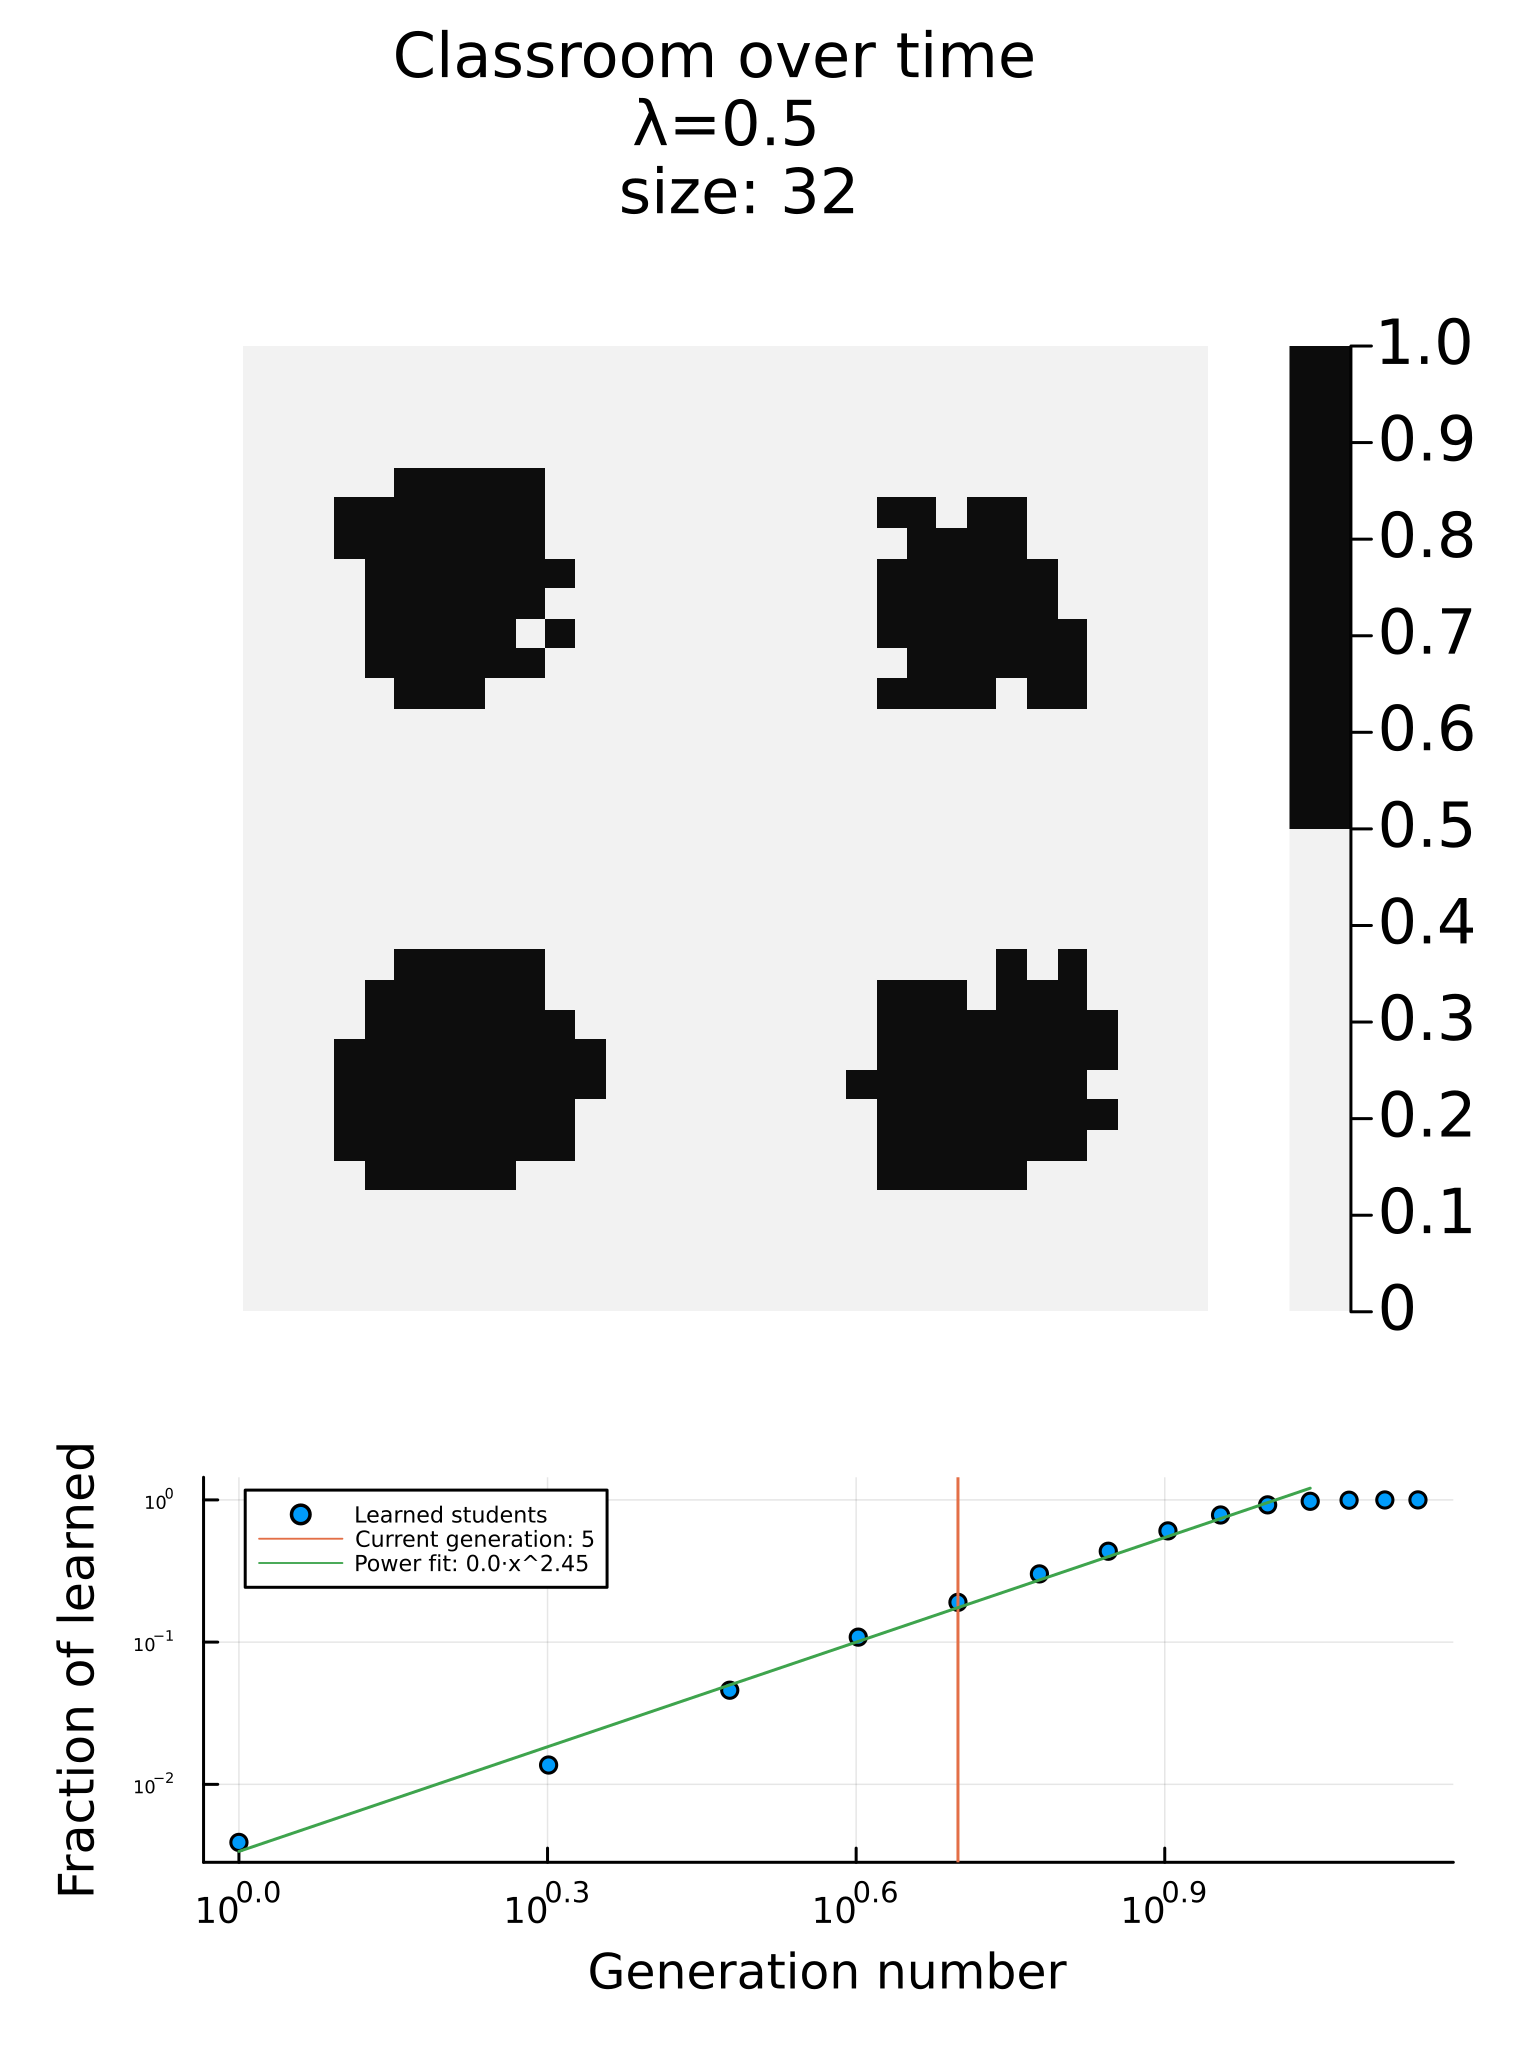 Classroom over time
λ=0.5
size: 32
1.0
0.9
0.8
0.7
0.6
0.5
0.4
0.3
0.2
0.1
0
Fraction of learned
10⁰
10⁻¹
10⁻²
Learned students
Current generation: 5
Power fit: 0.0·x^2.45
10^0.0 10^0.3 10^0.6 10^0.9
Generation number